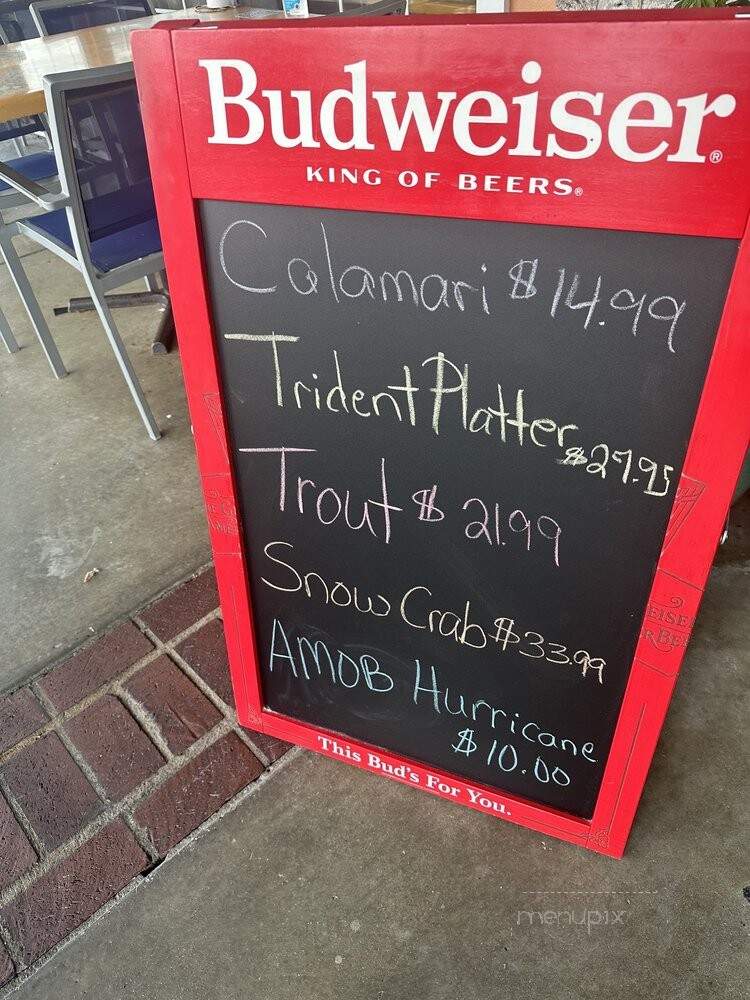 Budweiser®
KING OF BEERS®
Calamari $14.99
Trident Platter
$27.95
Trout $21.99
Snow Crab $33.99
AMOB Hurricane
$10.00
This Bud's For You.
menupix